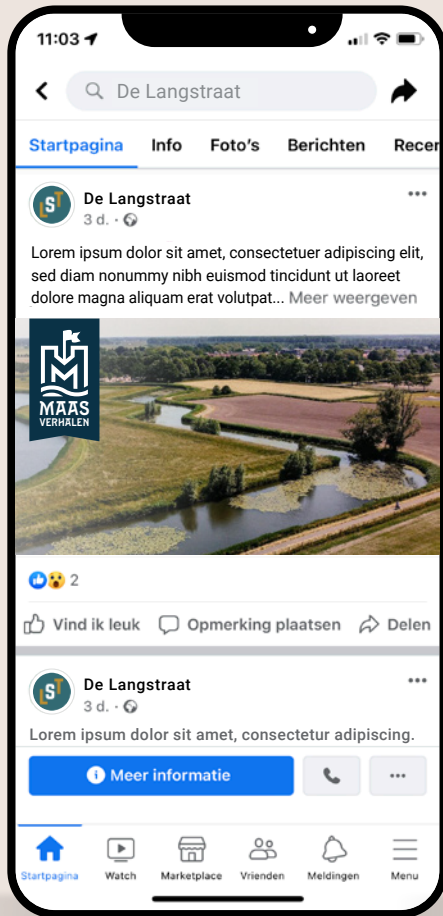 11:03
De Langstraat
Startpagina Info Foto's Berichten Recer
LST De Langstraat
3 d. ·
Lorem ipsum dolor sit amet, consectetuer adipiscing elit,
sed diam nonummy nibh euismod tincidunt ut laoreet
dolore magna aliquam erat volutpat... Meer weergeven
M
MAAS
VERHALEN
2
Vind ik leuk Opmerking plaatsen Delen
LST De Langstraat
3 d. ·
Lorem ipsum dolor sit amet, consectetur adipiscing.
Meer informatie
Startpagina Watch Marketplace Vrienden Meldingen Menu